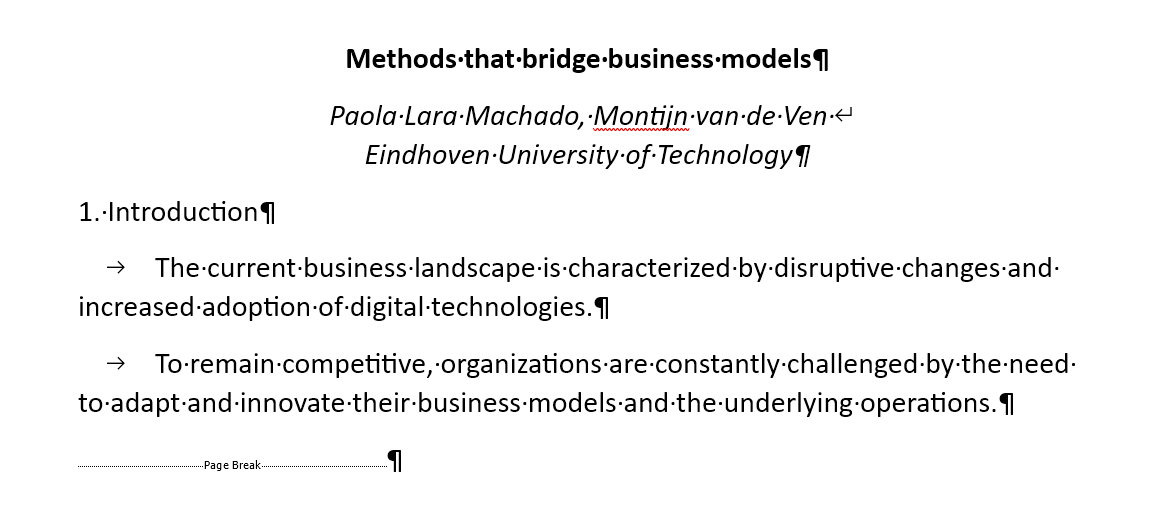 Methods·that·bridge·business·models¶
Paola·Lara·Machado,·Montijn·van·de·Ven·↵
Eindhoven·University·of·Technology¶
1.·Introduction¶
→ The·current·business·landscape·is·characterized·by·disruptive·changes·and·
increased·adoption·of·digital·technologies.¶
→ To·remain·competitive,·organizations·are·constantly·challenged·by·the·need·
to·adapt·and·innovate·their·business·models·and·the·underlying·operations.¶
Page Break¶